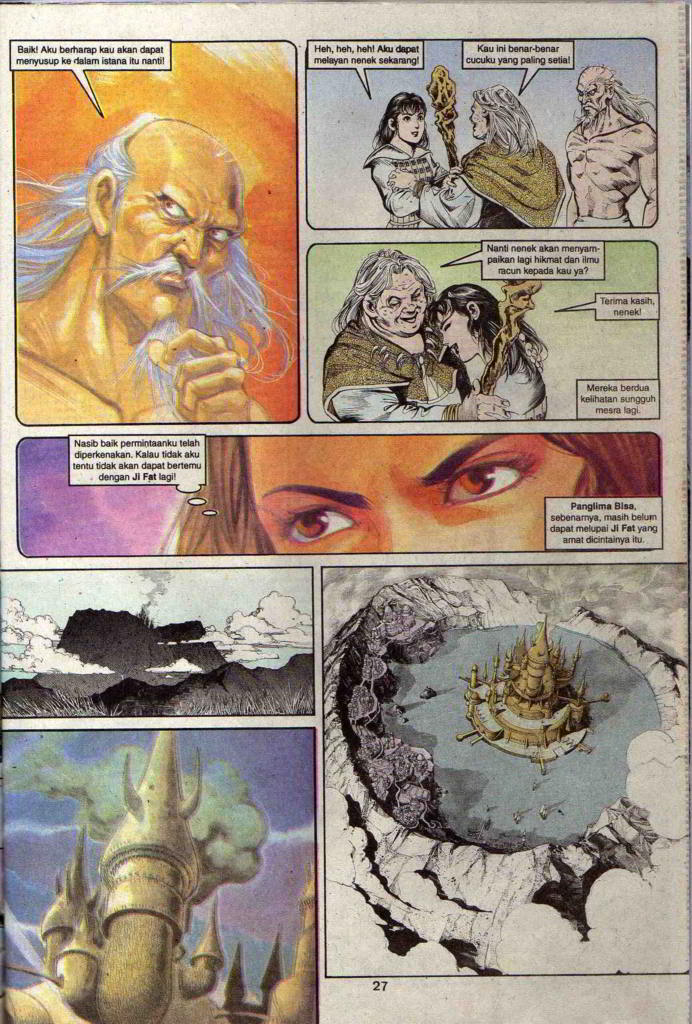 Baik! Aku berharap kau akan dapat
menyusup ke dalam istana itu nanti!
Heh, heh, heh! Aku dapat
melayan nenek sekarang!
Kau ini benar-benar
cucuku yang paling setia!
Nanti nenek akan menyam-
paikan lagi hikmat dan ilmu
racun kepada kau ya?
Terima kasih,
nenek!
Mereka berdua
kelihatan sungguh
mesra lagi.
Nasib baik permintaanku telah
diperkenakan. Kalau tidak aku
tentu tidak akan dapat bertemu
dengan Ji Fat lagi!
Panglima Bisa,
sebenarnya, masih belum
dapat melupai Ji Fat yang
amat dicintainya itu.
27